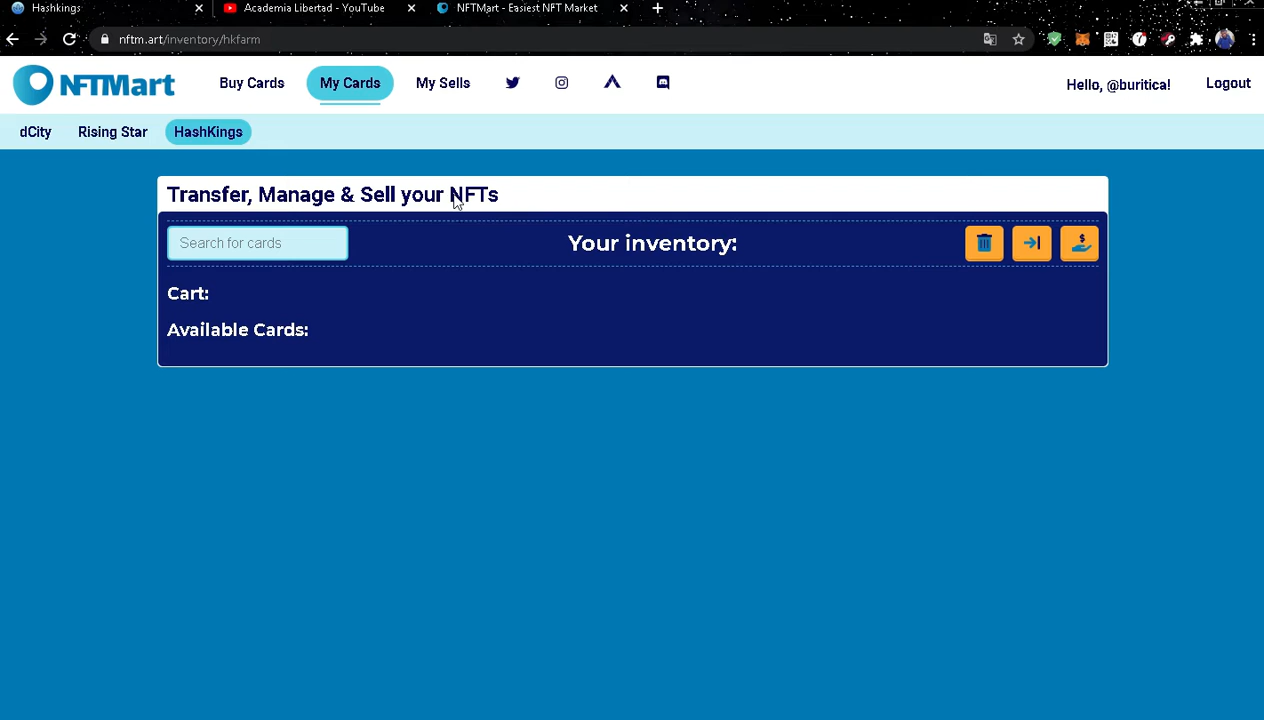 Hashkings
Academia Libertad - YouTube
NFTMart - Easiest NFT Market
nftm.art/inventory/hkfarm
NFTMart
Buy Cards
My Cards
My Sells
Hello, @buritica!
Logout
dCity
Rising Star
HashKings
Transfer, Manage & Sell your NFTs
Search for cards
Your inventory:
Cart:
Available Cards: